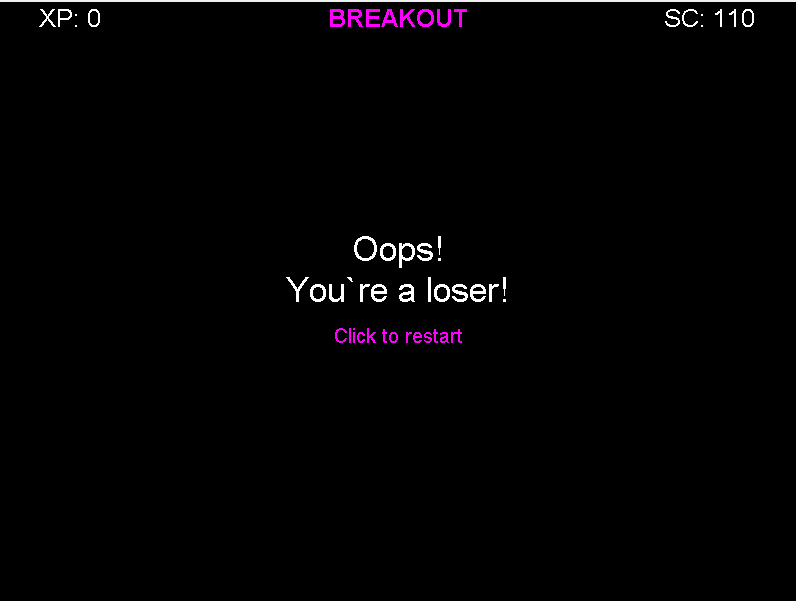 XP: 0
BREAKOUT
SC: 110
Oops!
You`re a loser!
Click to restart